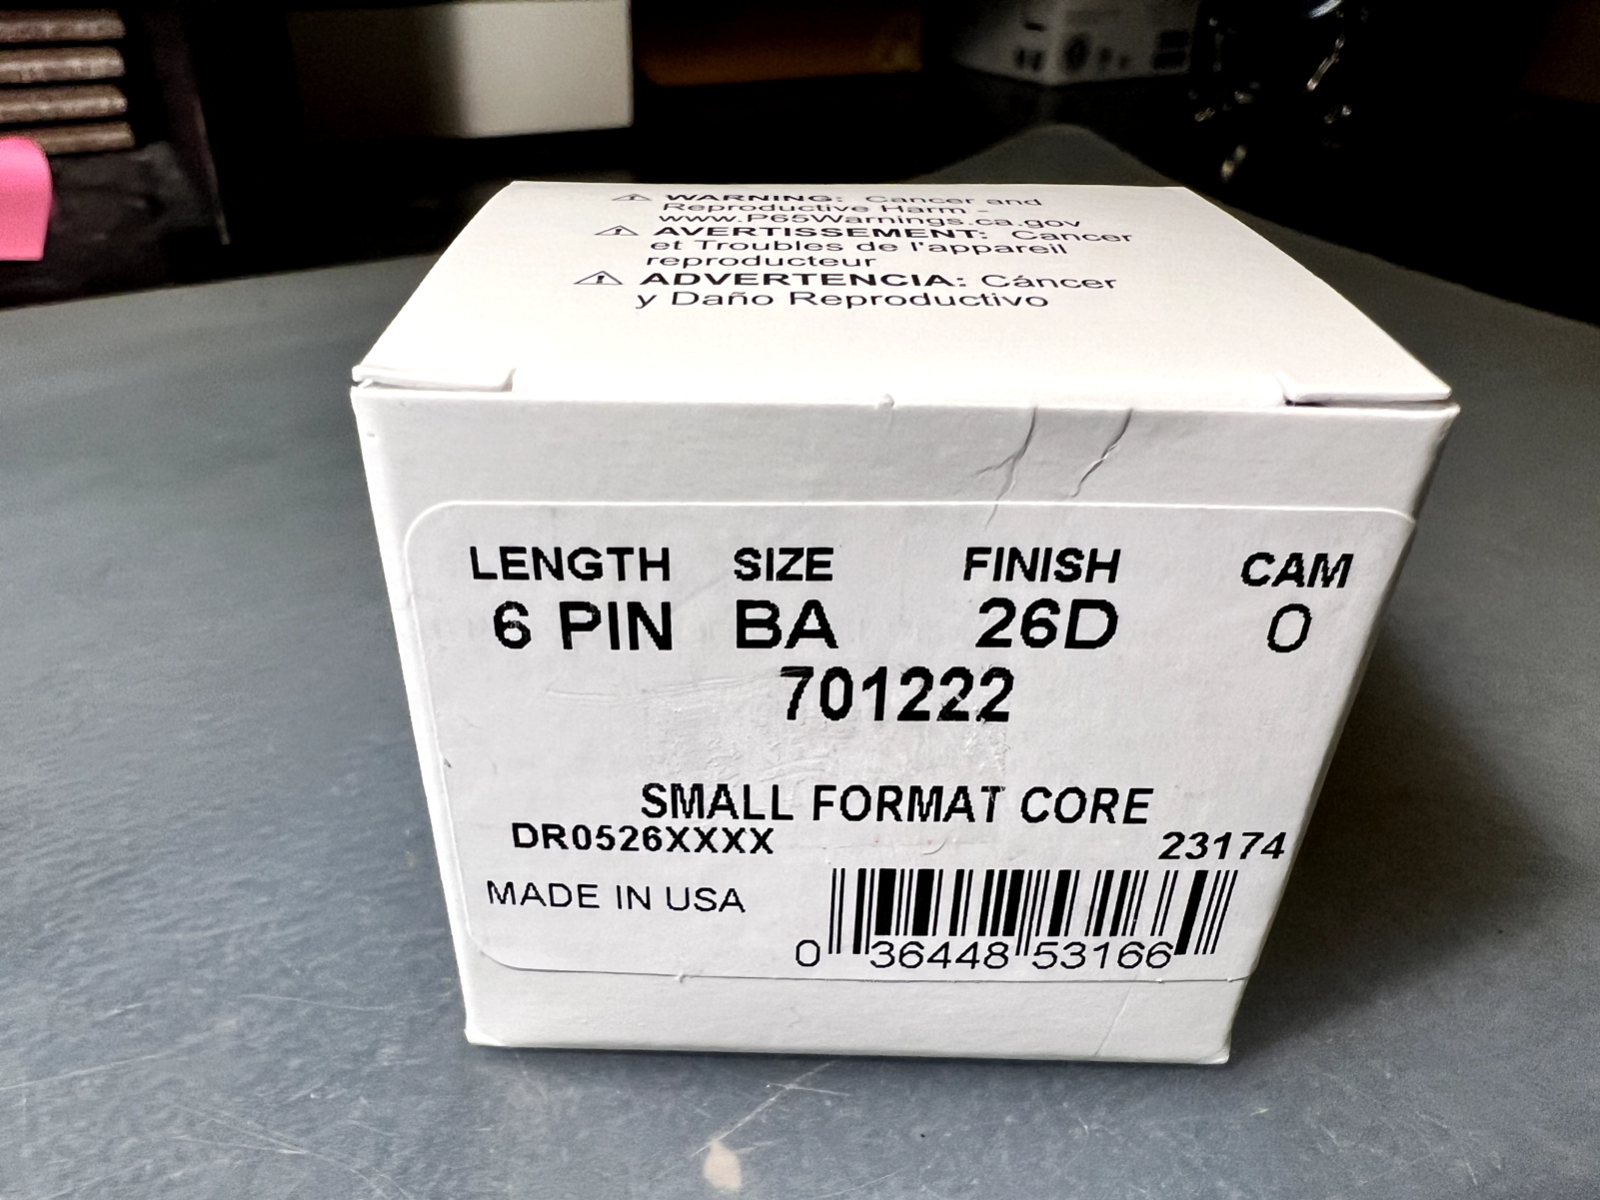 ⚠ WARNING: Cancer and
Reproductive Harm -
www.P65Warnings.ca.gov
⚠ AVERTISSEMENT: Cancer
et Troubles de l'appareil
reproducteur
⚠ ADVERTENCIA: Cáncer
y Daño Reproductivo
LENGTH SIZE FINISH CAM
6 PIN BA 26D 0
701222
SMALL FORMAT CORE
DR0526XXXX 23174
MADE IN USA
0 36448 53166